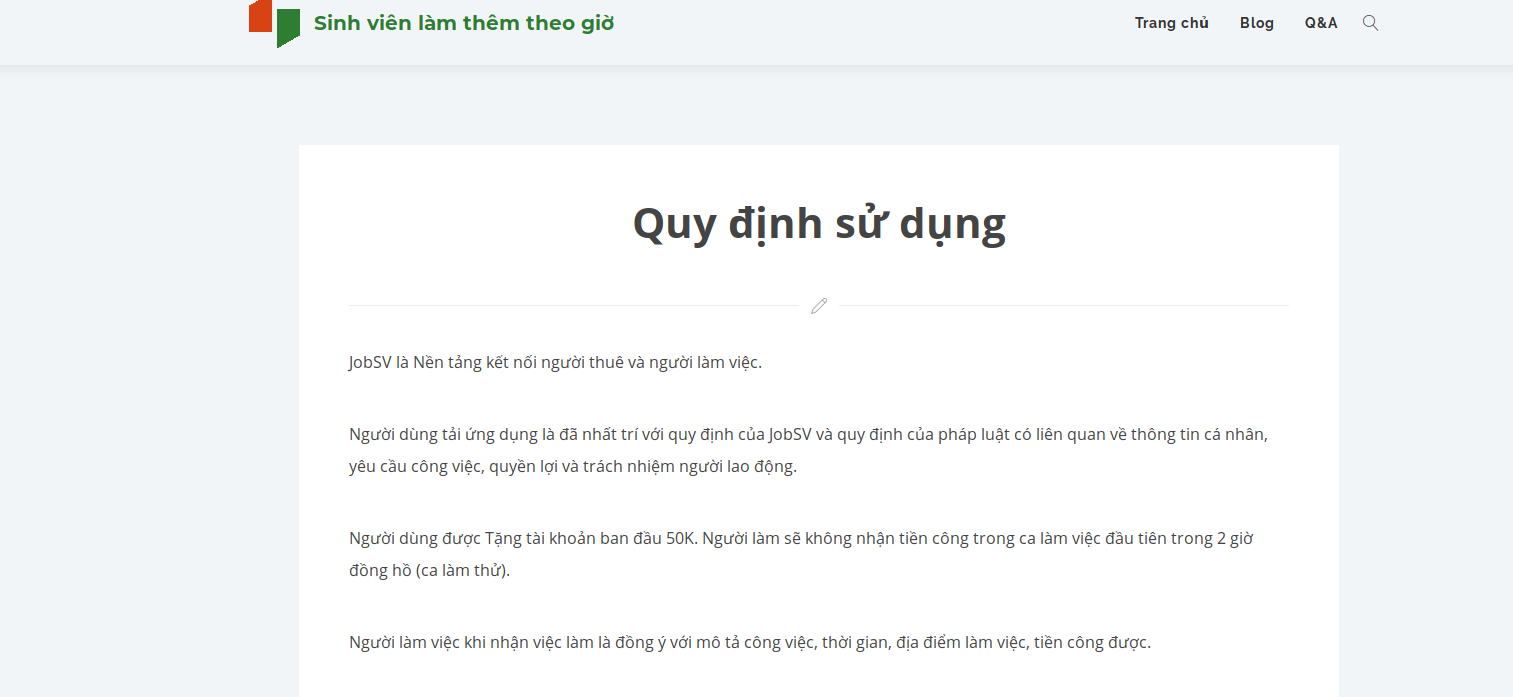 Sinh viên làm thêm theo giờ
Trang chủ
Blog
Q&A
Quy định sử dụng
JobSV là Nền tảng kết nối người thuê và người làm việc.
Người dùng tải ứng dụng là đã nhất trí với quy định của JobSV và quy định của pháp luật có liên quan về thông tin cá nhân,
yêu cầu công việc, quyền lợi và trách nhiệm người lao động.
Người dùng được Tặng tài khoản ban đầu 50K. Người làm sẽ không nhận tiền công trong ca làm việc đầu tiên trong 2 giờ
đồng hồ (ca làm thử).
Người làm việc khi nhận việc làm là đồng ý với mô tả công việc, thời gian, địa điểm làm việc, tiền công được.